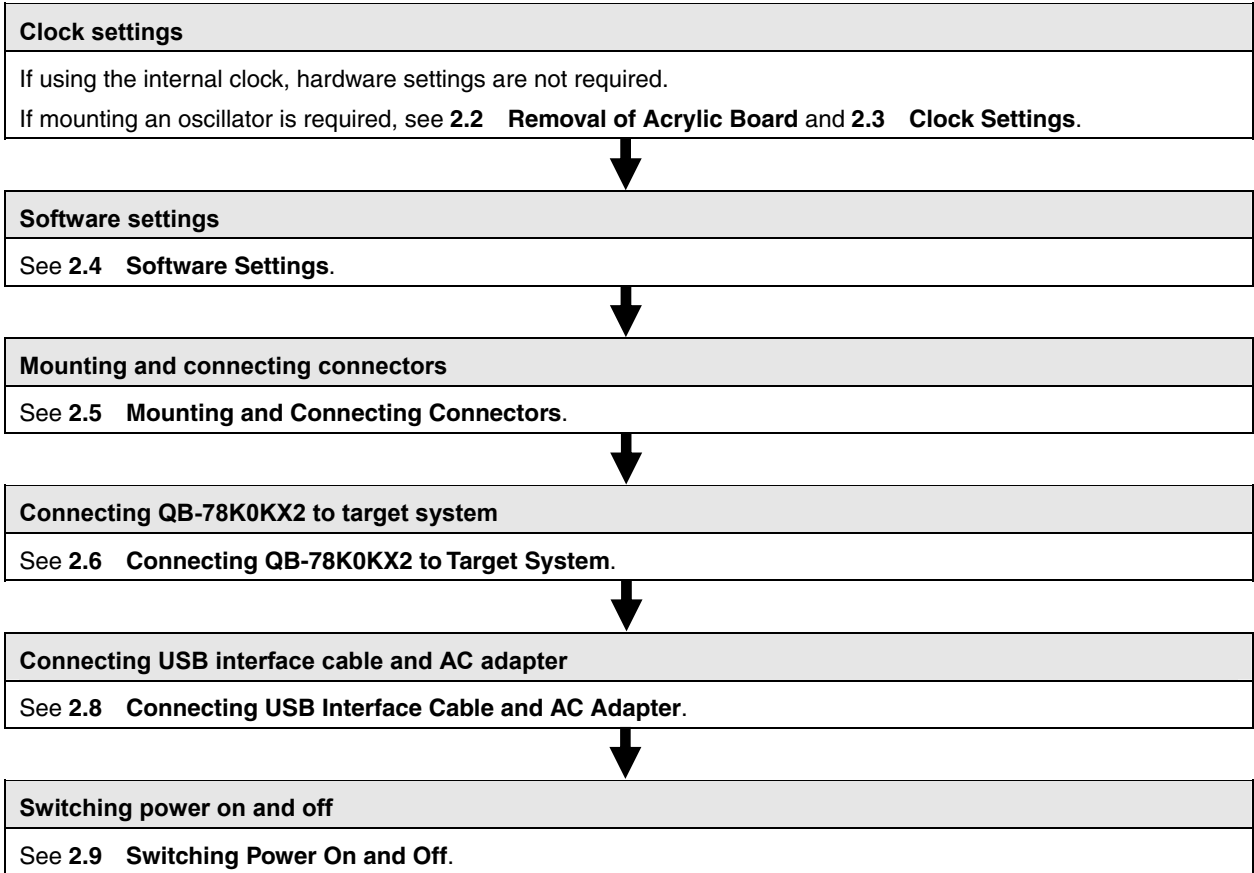 Clock settings
If using the internal clock, hardware settings are not required.
If mounting an oscillator is required, see 2.2 Removal of Acrylic Board and 2.3 Clock Settings.
Software settings
See 2.4 Software Settings.
Mounting and connecting connectors
See 2.5 Mounting and Connecting Connectors.
Connecting QB-78K0KX2 to target system
See 2.6 Connecting QB-78K0KX2 to Target System.
Connecting USB interface cable and AC adapter
See 2.8 Connecting USB Interface Cable and AC Adapter.
Switching power on and off
See 2.9 Switching Power On and Off.